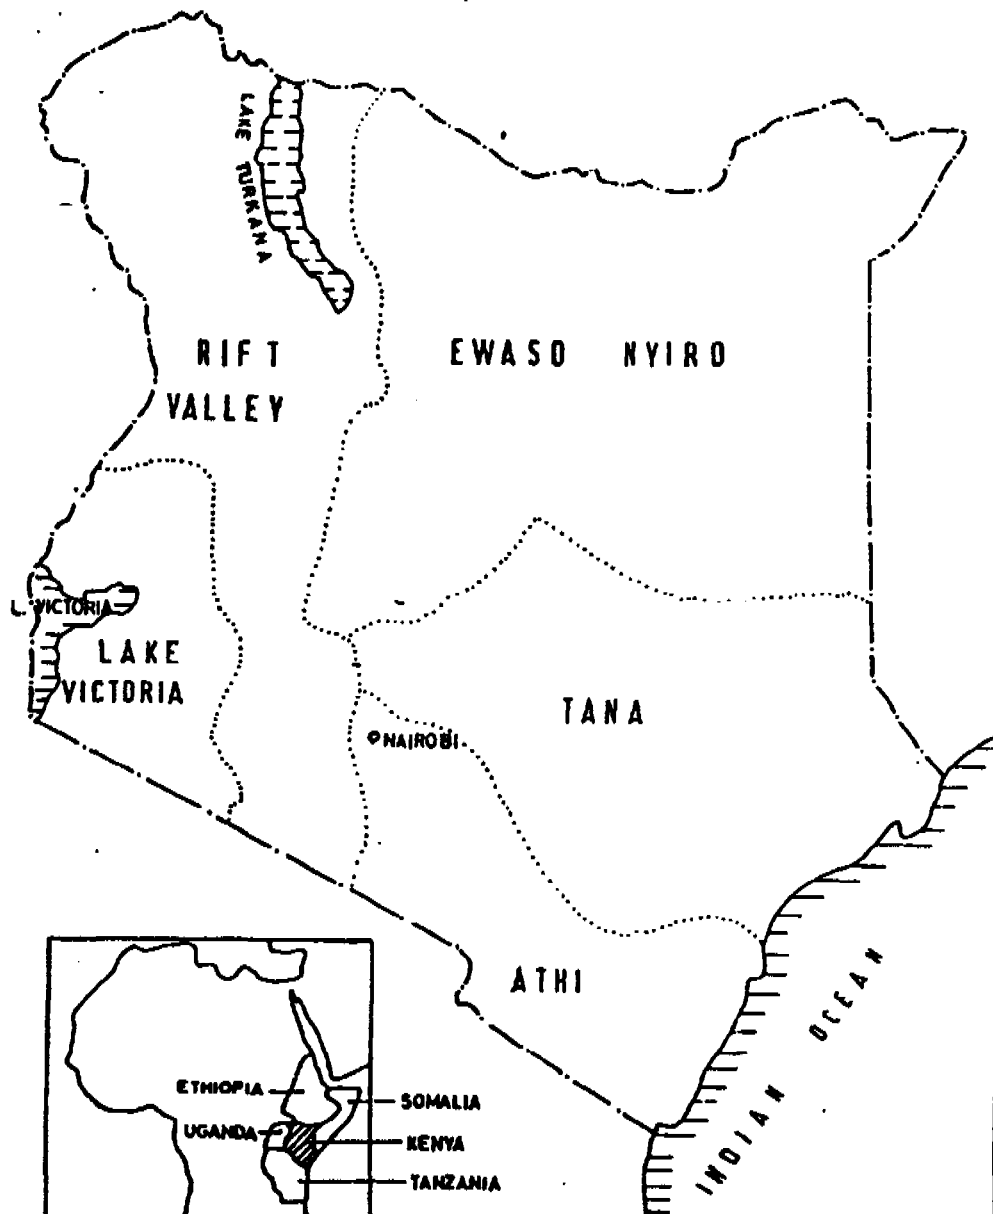 LAKE TURKANA
RIFT
VALLEY
EWASO NYIRO
L. VICTORIA
LAKE
VICTORIA
TANA
NAIROBI
ATHI
INDIAN OCEAN
ETHIOPIA
SOMALIA
UGANDA
KENYA
TANZANIA